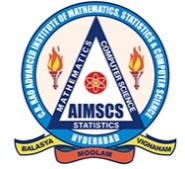 C.R.RAO ADVANCED INSTITUTE OF MATHEMATICS, STATISTICS & COMPUTER SCIENCE
MATHEMATICS
COMPUTER SCIENCE
AIMSCS
STATISTICS
HYDERABAD
BALASYA
MOOLAM
VIGNANAM